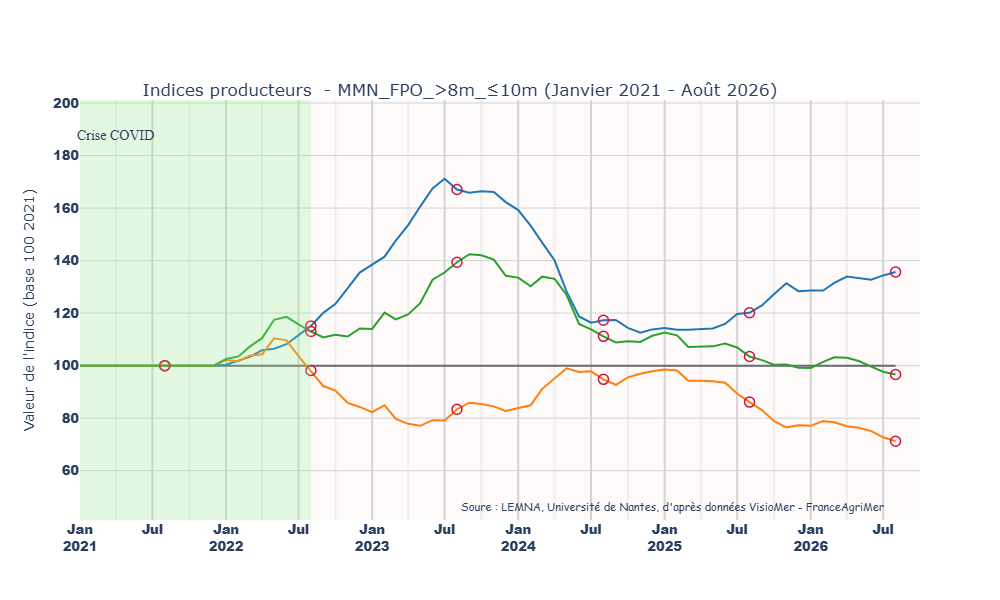 Indices producteurs - MMN_FPO_>8m_≤10m (Janvier 2021 - Août 2026)
200
Crise COVID
180
160
140
120
100
80
60
Valeur de l'indice (base 100 2021)
Soure : LEMNA, Université de Nantes, d'après données VisioMer - FranceAgriMer
Jan Jul Jan Jul Jan Jul Jan Jul Jan Jul Jan Jul
2021 2022 2023 2024 2025 2026